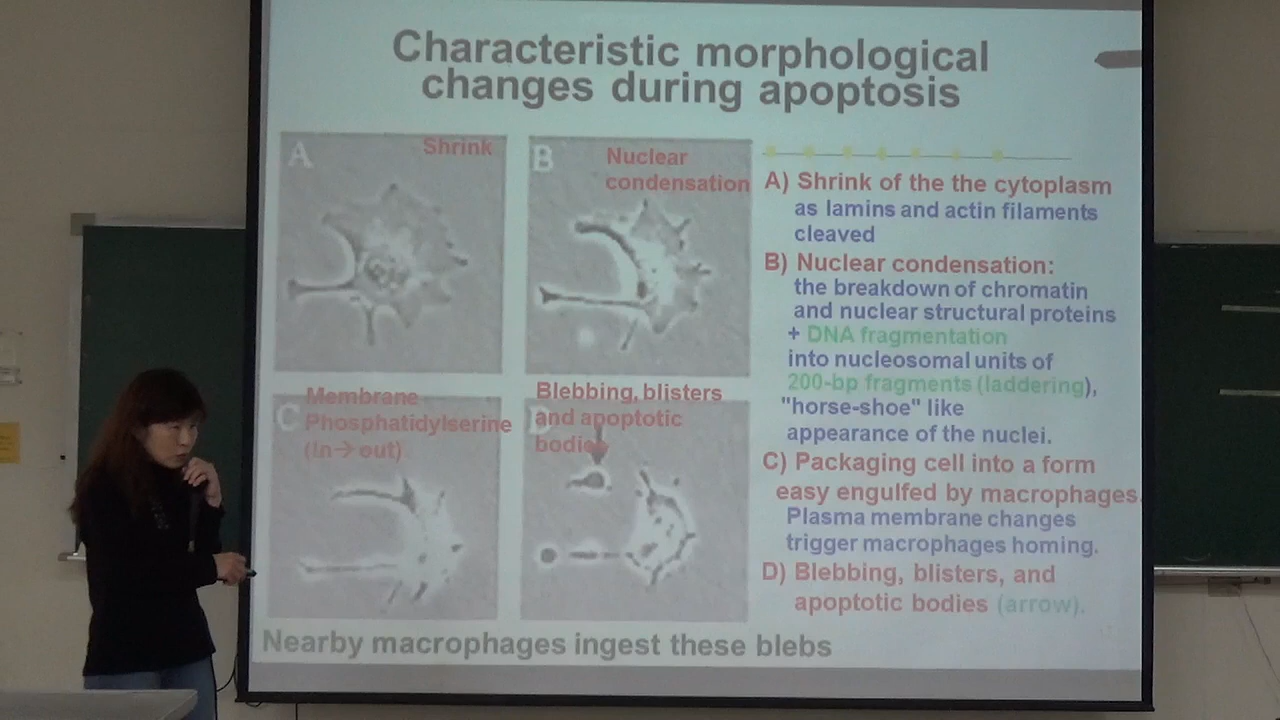 Characteristic morphological
changes during apoptosis
A
Shrink
B
Nuclear
condensation
C
Membrane
Phosphatidylserine
(In→out)
D
Blebbing, blisters
and apoptotic
bodies
A) Shrink of the the cytoplasm
as lamins and actin filaments
cleaved
B) Nuclear condensation:
the breakdown of chromatin
and nuclear structural proteins
+ DNA fragmentation
into nucleosomal units of
200-bp fragments (laddering),
"horse-shoe" like
appearance of the nuclei.
C) Packaging cell into a form
easy engulfed by macrophages.
Plasma membrane changes
trigger macrophages homing.
D) Blebbing, blisters, and
apoptotic bodies (arrow).
Nearby macrophages ingest these blebs